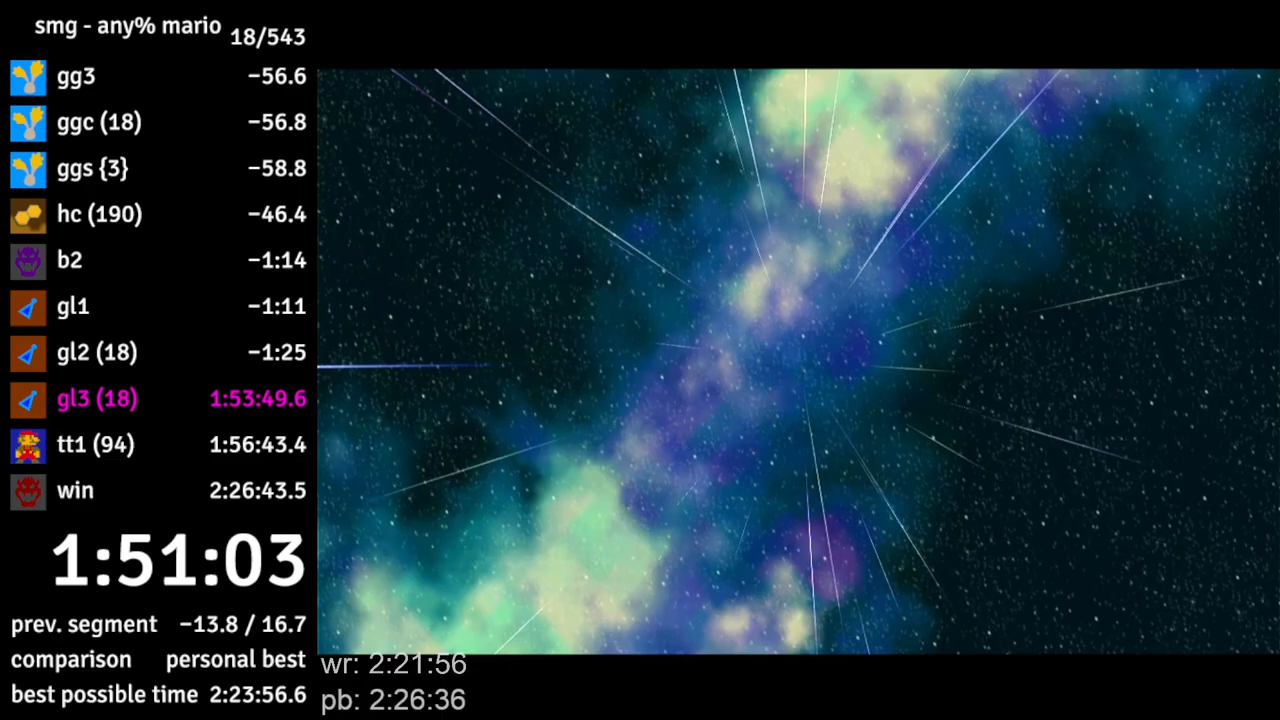 smg - any% mario
18/543
gg3 −56.6
ggc (18) −56.8
ggs {3} −58.8
hc (190) −46.4
b2 −1:14
gl1 −1:11
gl2 (18) −1:25
gl3 (18) 1:53:49.6
tt1 (94) 1:56:43.4
win 2:26:43.5
1:51:03
prev. segment −13.8 / 16.7
comparison personal best
best possible time 2:23:56.6
wr: 2:21:56
pb: 2:26:36